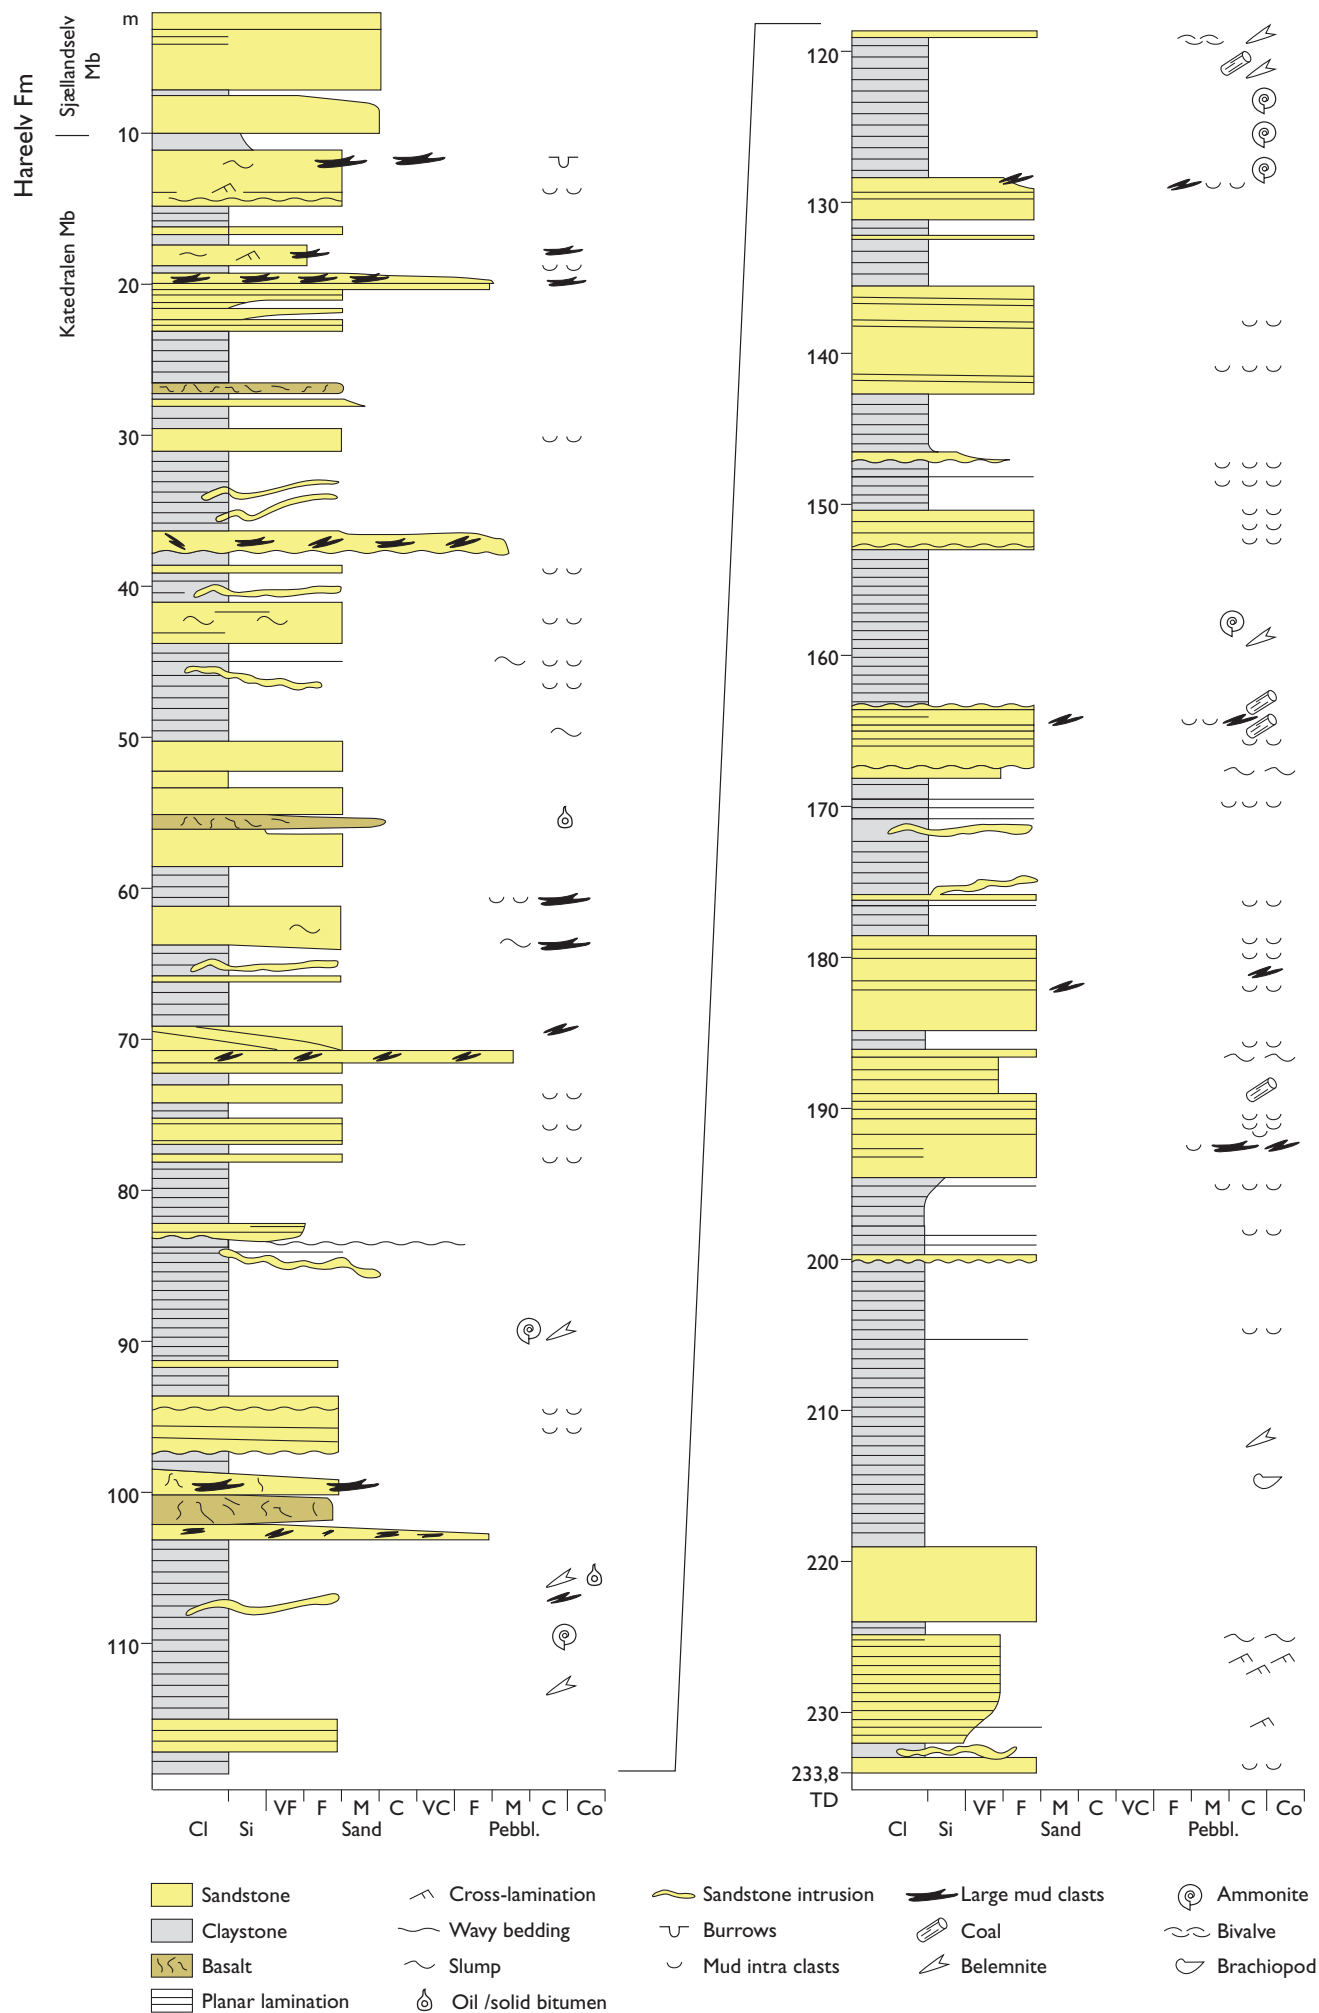 m
Hareelv Fm
Sjællandselv
Mb
Katedralen Mb
10
20
30
40
50
60
70
80
90
100
110
Cl Si VF F M C VC F M C Co
Sand Pebbl.
120
130
140
150
160
170
180
190
200
210
220
230
233,8
TD
Cl Si VF F M C VC F M C Co
Sand Pebbl.
Sandstone Cross-lamination Sandstone intrusion Large mud clasts Ammonite
Claystone Wavy bedding Burrows Coal Bivalve
Basalt Slump Mud intra clasts Belemnite Brachiopod
Planar lamination Oil /solid bitumen